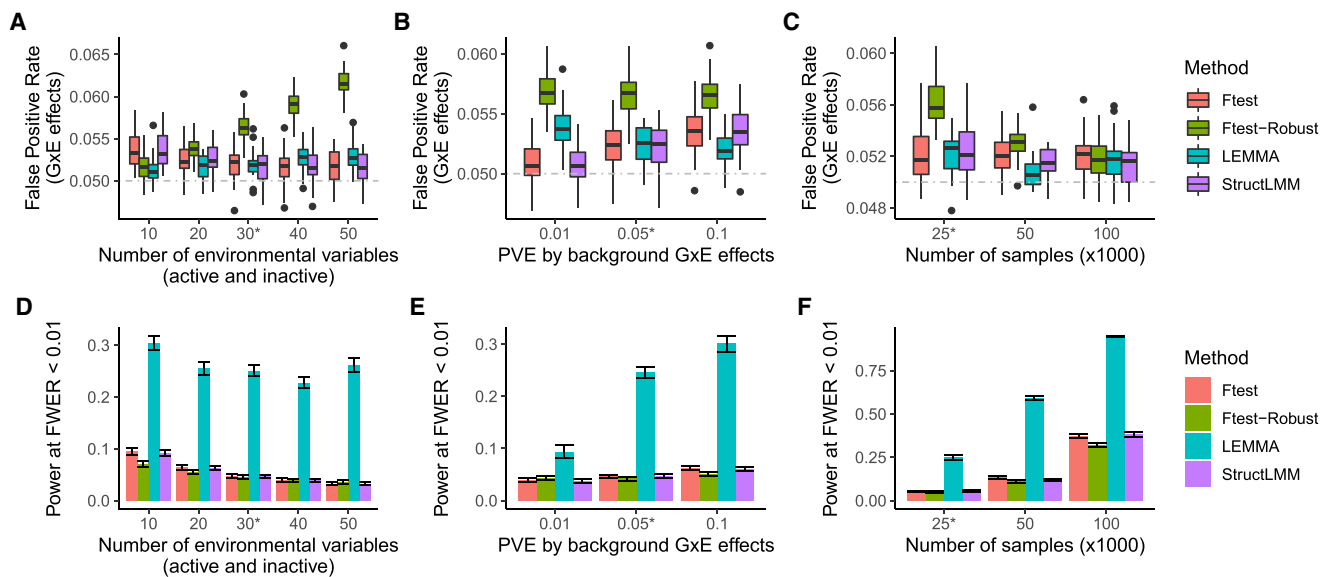 A
False Positive Rate
(GxE effects)
0.065
0.060
0.055
0.050
10 20 30* 40 50
Number of environmental variables
(active and inactive)
B
False Positive Rate
(GxE effects)
0.060
0.055
0.050
0.01 0.05* 0.1
PVE by background GxE effects
C
False Positive Rate
(GxE effects)
0.060
0.056
0.052
0.048
25* 50 100
Number of samples (x1000)
Method
Ftest
Ftest−Robust
LEMMA
StructLMM
D
Power at FWER < 0.01
0.3
0.2
0.1
0.0
10 20 30* 40 50
Number of environmental variables
(active and inactive)
E
Power at FWER < 0.01
0.3
0.2
0.1
0.0
0.01 0.05* 0.1
PVE by background GxE effects
F
Power at FWER < 0.01
0.75
0.50
0.25
0.00
25* 50 100
Number of samples (x1000)
Method
Ftest
Ftest−Robust
LEMMA
StructLMM